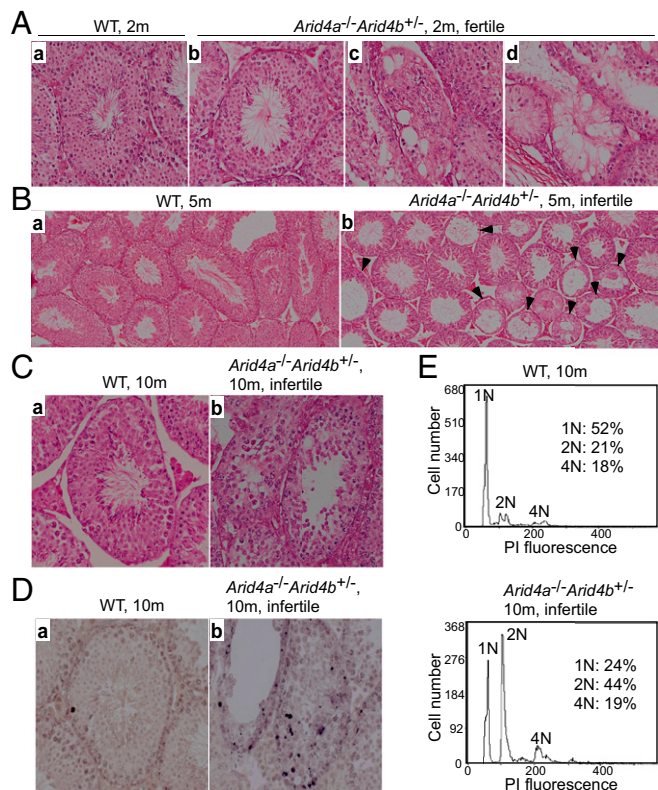 A
WT, 2m
Arid4a-/-Arid4b+/-, 2m, fertile
a
b
c
d
B
WT, 5m
Arid4a-/-Arid4b+/-, 5m, infertile
a
b
C
WT, 10m
Arid4a-/-Arid4b+/-,
10m, infertile
a
b
D
WT, 10m
Arid4a-/-Arid4b+/-,
10m, infertile
a
b
E
WT, 10m
Cell number
680
510
340
170
0
1N
2N
4N
1N: 52%
2N: 21%
4N: 18%
0
200
400
PI fluorescence
Arid4a-/-Arid4b+/-
10m, infertile
Cell number
368
276
184
92
0
1N
2N
4N
1N: 24%
2N: 44%
4N: 19%
0
200
400
PI fluorescence